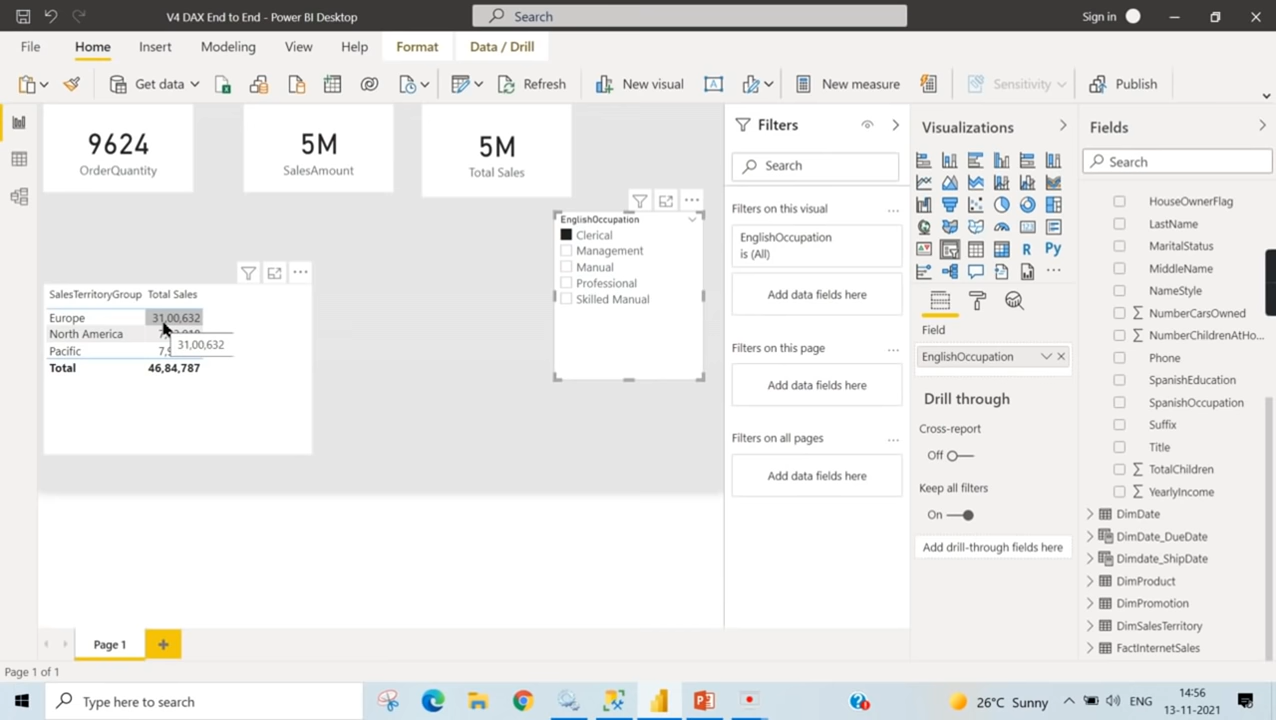 V4 DAX End to End - Power BI Desktop
Search
Sign in
File
Home
Insert
Modeling
View
Help
Format
Data / Drill
Get data
Refresh
New visual
New measure
Sensitivity
Publish
9624
OrderQuantity
5M
SalesAmount
5M
Total Sales
EnglishOccupation
Clerical
Management
Manual
Professional
Skilled Manual
SalesTerritoryGroup Total Sales
Europe 31,00,632
North America
Pacific
31,00,632
Total 46,84,787
Filters
Search
Filters on this visual
EnglishOccupation
is (All)
Add data fields here
Filters on this page
Add data fields here
Filters on all pages
Add data fields here
Visualizations
R
Py
Field
EnglishOccupation
Drill through
Cross-report
Off
Keep all filters
On
Add drill-through fields here
Fields
Search
HouseOwnerFlag
LastName
MaritalStatus
MiddleName
NameStyle
NumberCarsOwned
NumberChildrenAtHo...
Phone
SpanishEducation
SpanishOccupation
Suffix
Title
TotalChildren
YearlyIncome
DimDate
DimDate_DueDate
Dimdate_ShipDate
DimProduct
DimPromotion
DimSalesTerritory
FactInternetSales
Page 1
Page 1 of 1
Type here to search
26°C Sunny
ENG
14:56
13-11-2021